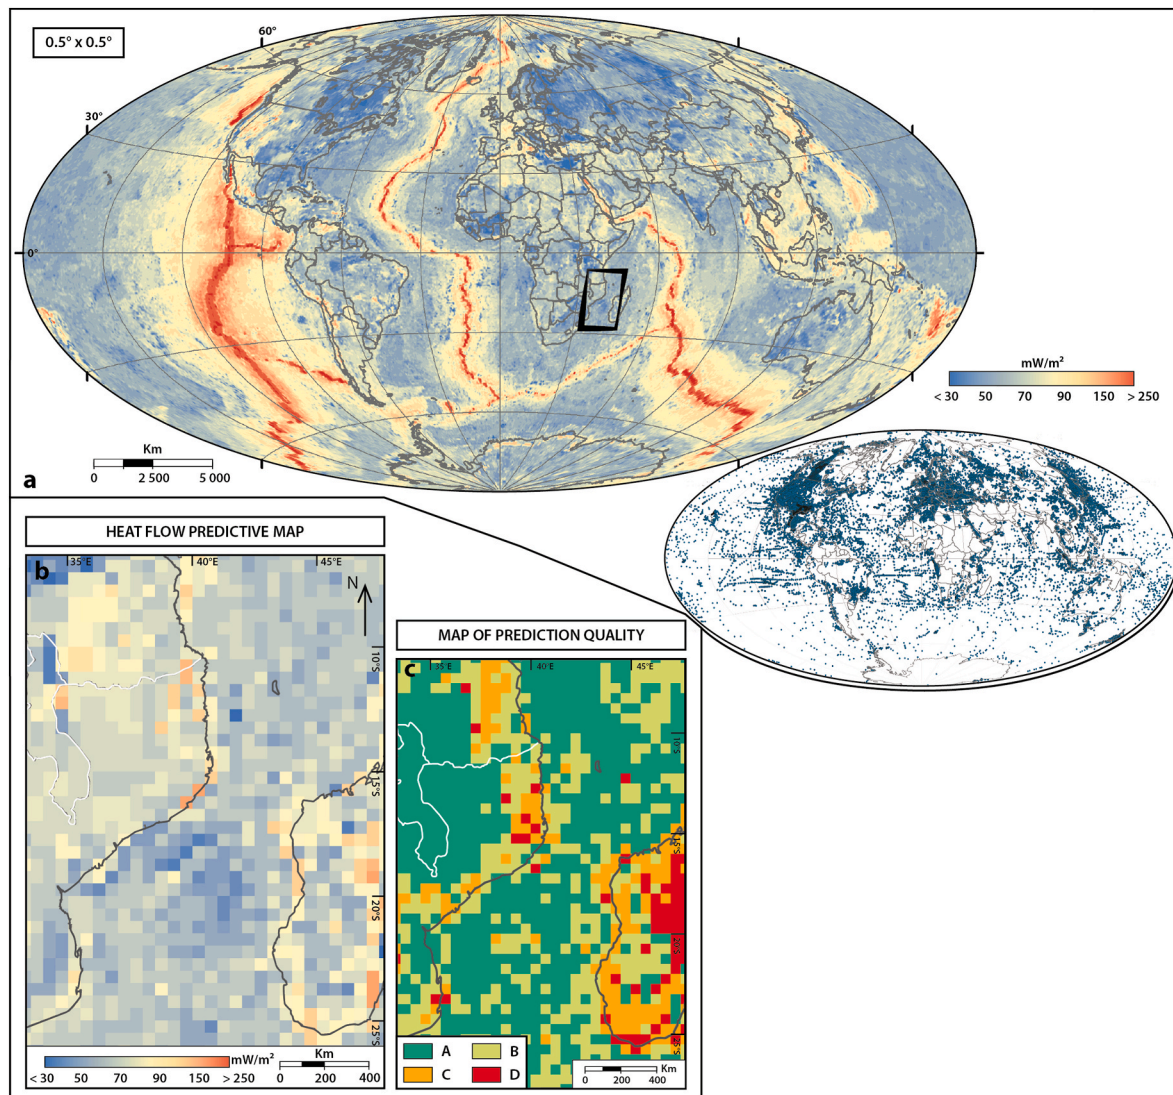 0.5° x 0.5°
60°
30°
0°
mW/m²
< 30 50 70 90 150 > 250
Km
0 2 500 5 000
a
HEAT FLOW PREDICTIVE MAP
b
35°E 40°E 45°E
N
10°S
15°S
20°S
25°S
mW/m²
< 30 50 70 90 150 > 250
Km
0 200 400
MAP OF PREDICTION QUALITY
c
35°E 40°E 45°E
10°S
15°S
20°S
25°S
A B
C D
Km
0 200 400